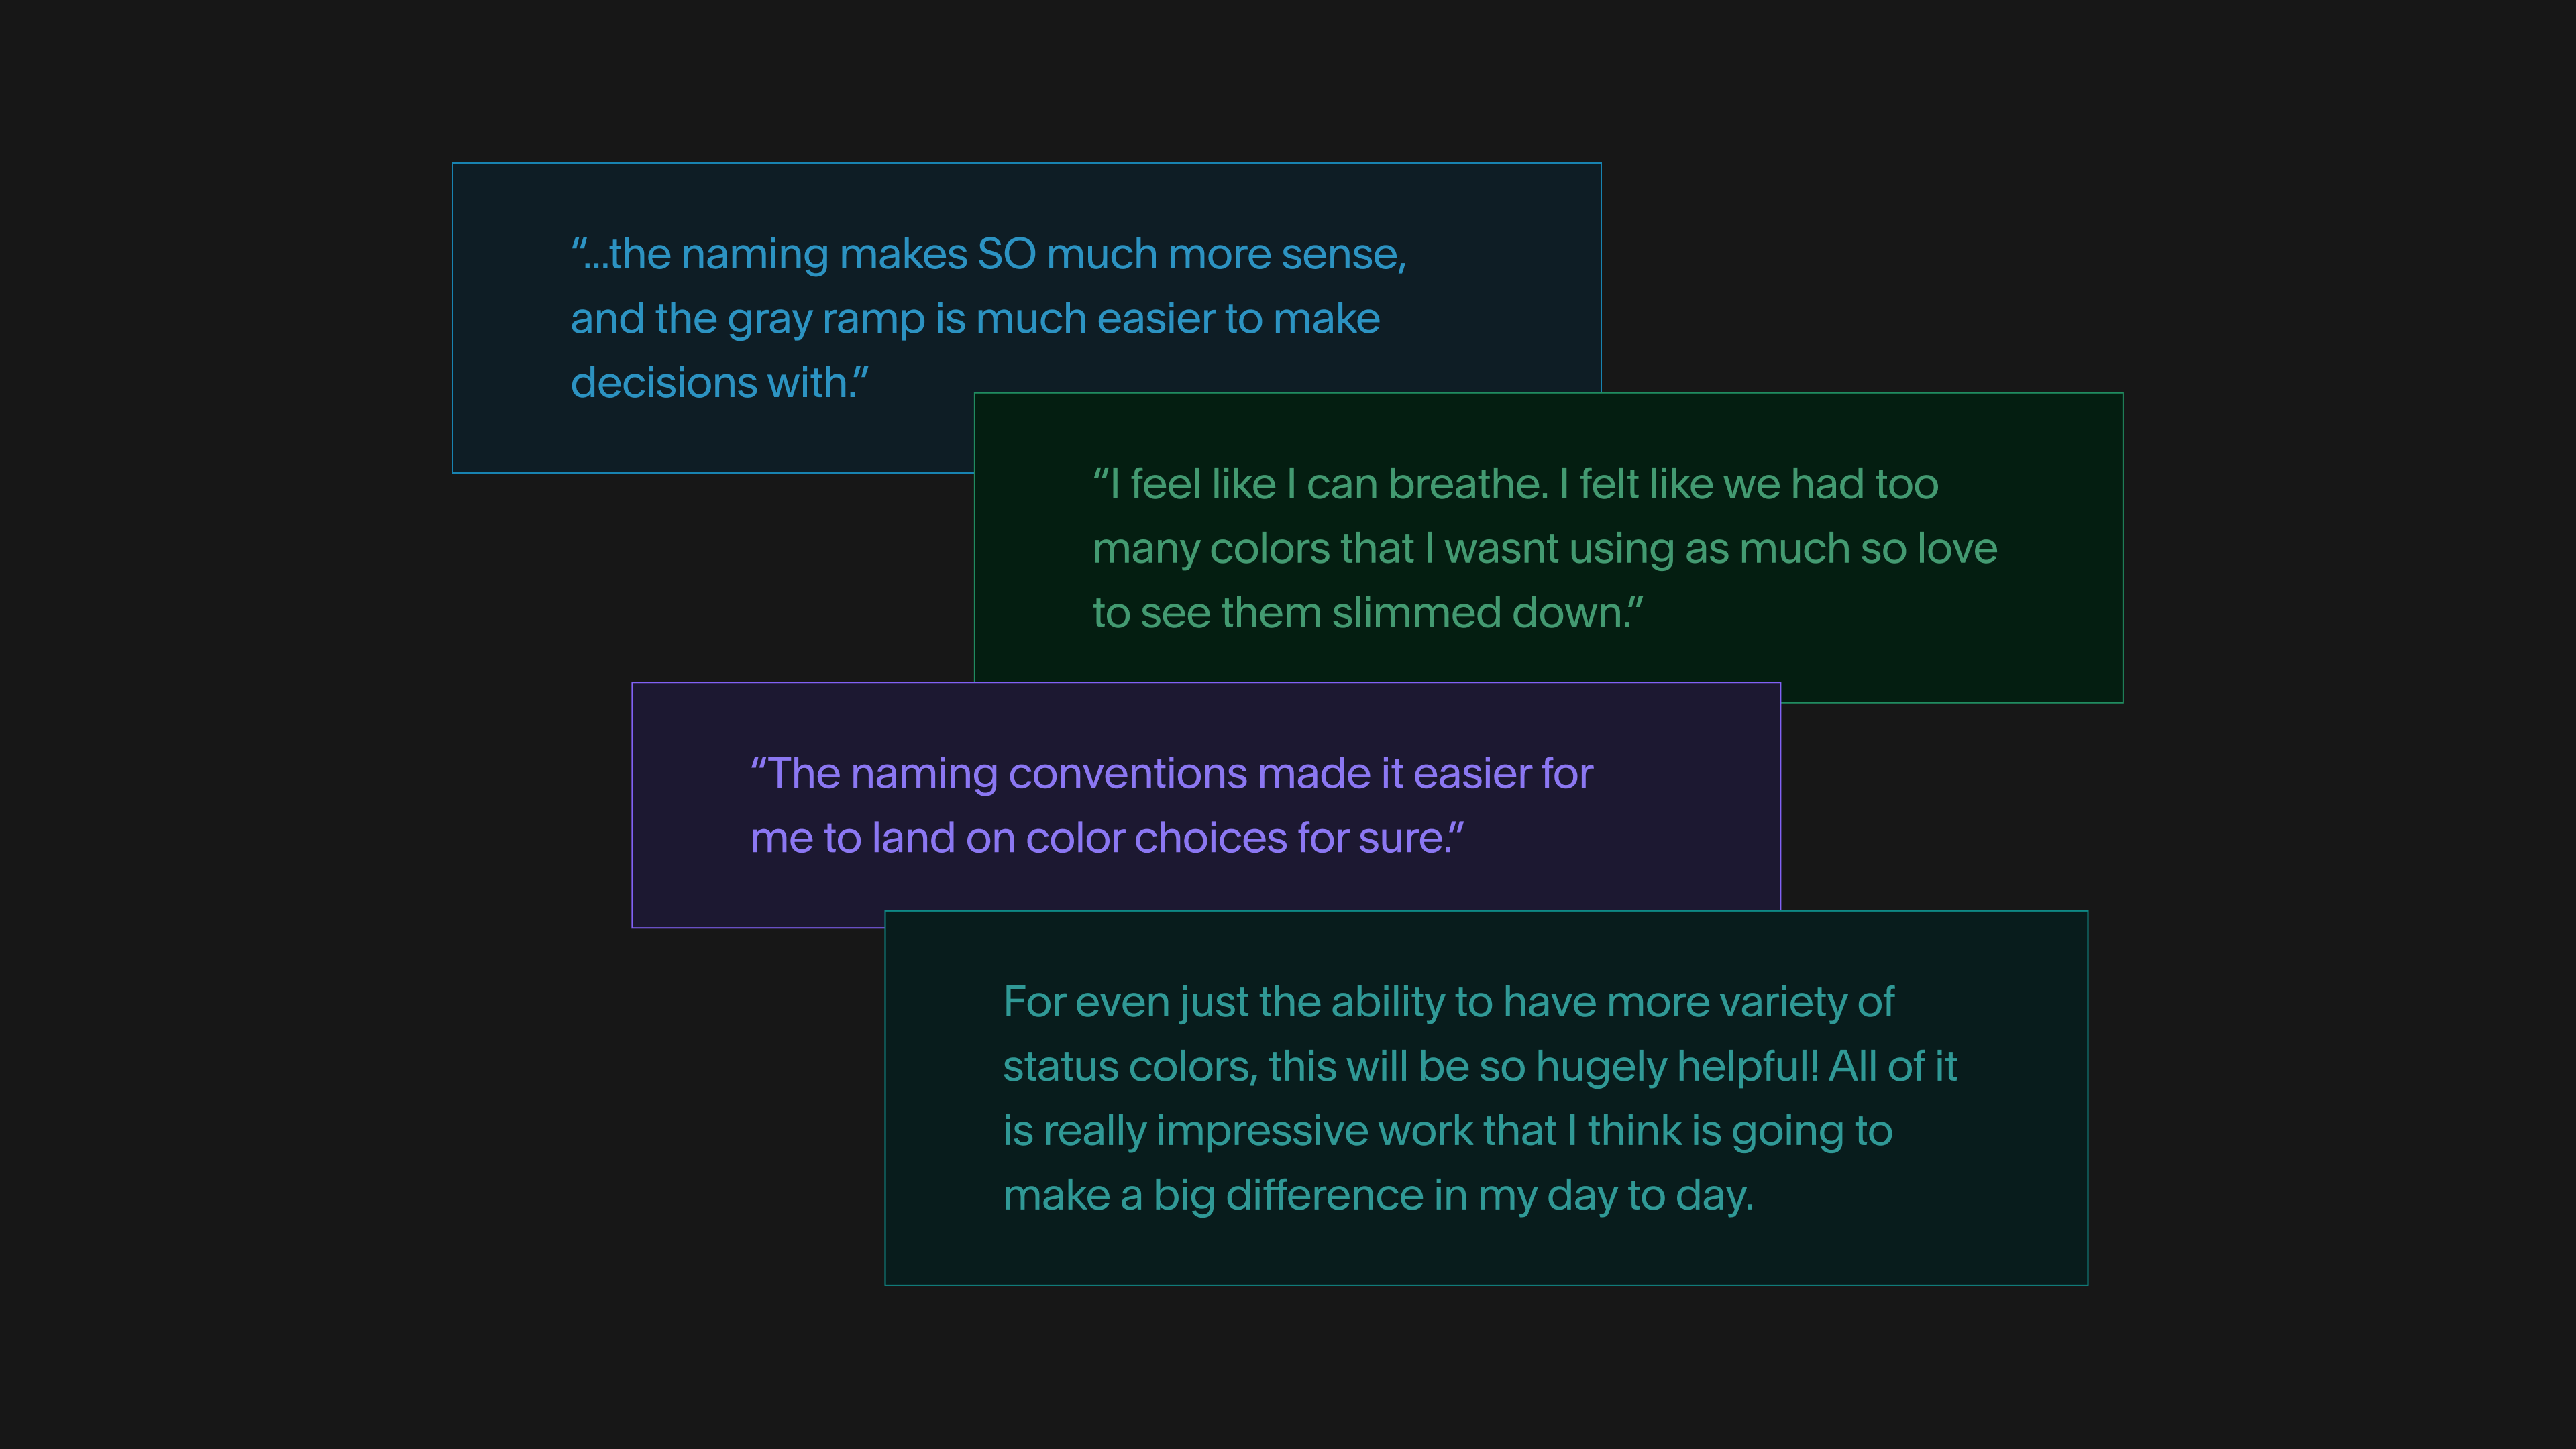 “...the naming makes SO much more sense,
and the gray ramp is much easier to make
decisions with.”
“I feel like I can breathe. I felt like we had too
many colors that I wasnt using as much so love
to see them slimmed down.”
“The naming conventions made it easier for
me to land on color choices for sure.”
For even just the ability to have more variety of
status colors, this will be so hugely helpful! All of it
is really impressive work that I think is going to
make a big difference in my day to day.